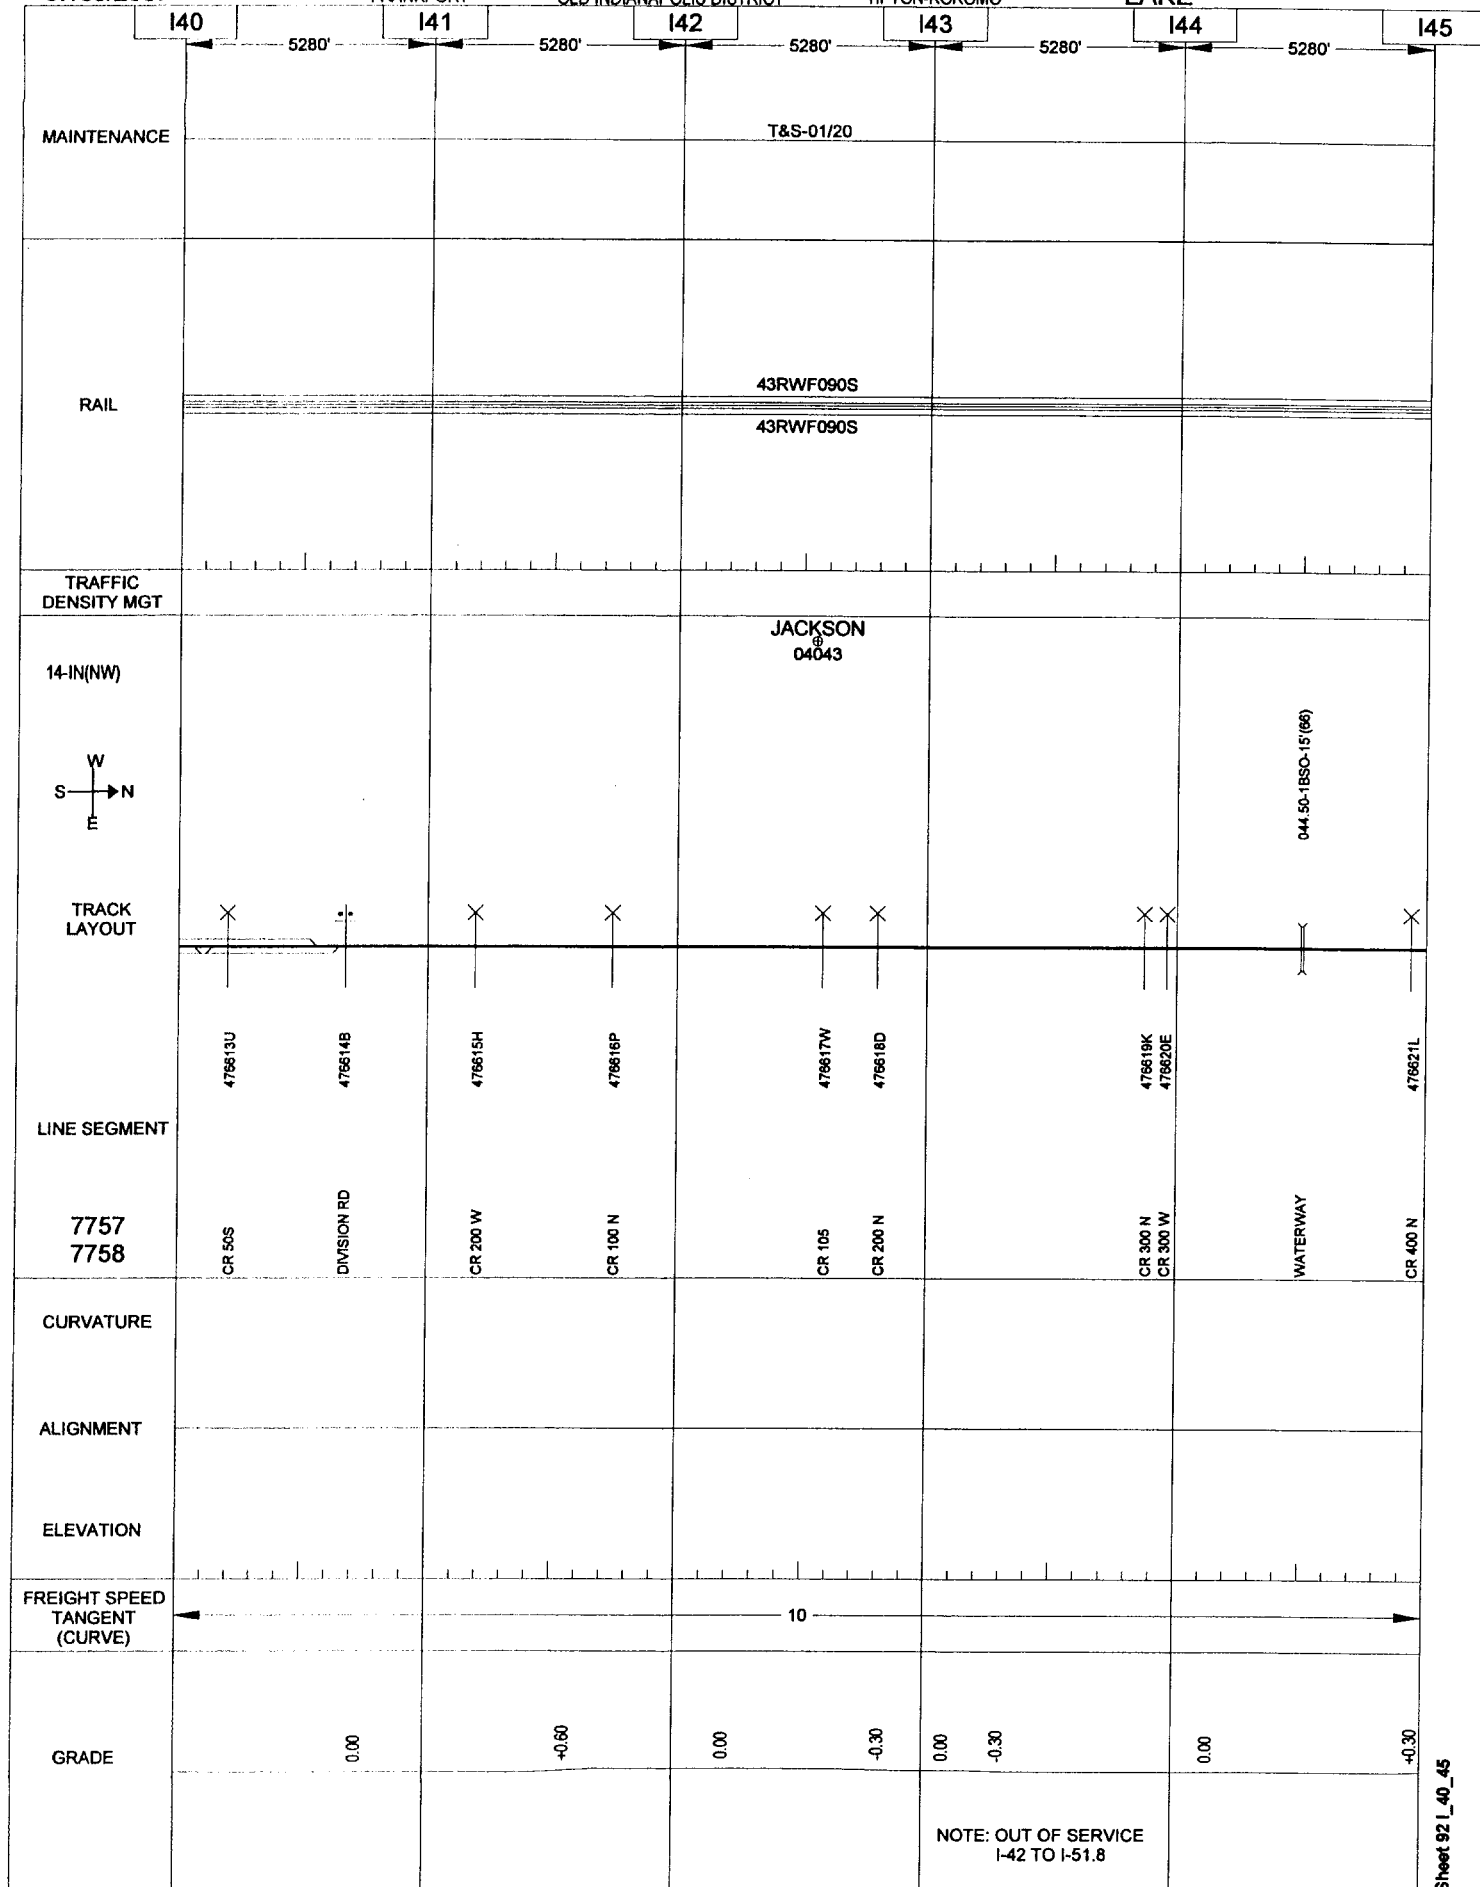 LAKE
I40 I41 I42 I43 I44 I45
5280' 5280' 5280' 5280' 5280'
MAINTENANCE
T&S-01/20
RAIL
43RWF090S
43RWF090S
TRAFFIC
DENSITY MGT
JACKSON
04043
14-IN(NW)
W
S N
E
044.50-1BSO-15'(66)
TRACK
LAYOUT
476613U
476614B
476615H
476616P
476617W
476618D
476619K
476620E
476621L
LINE SEGMENT
7757
7758
CR 50S
DIVISION RD
CR 200 W
CR 100 N
CR 105
CR 200 N
CR 300 N
CR 300 W
WATERWAY
CR 400 N
CURVATURE
ALIGNMENT
ELEVATION
FREIGHT SPEED
TANGENT
(CURVE)
10
GRADE
0.00
+0.60
0.00
-0.30
0.00
-0.30
0.00
+0.30
NOTE: OUT OF SERVICE
I-42 TO I-51.8
Sheet 92 I_40_45